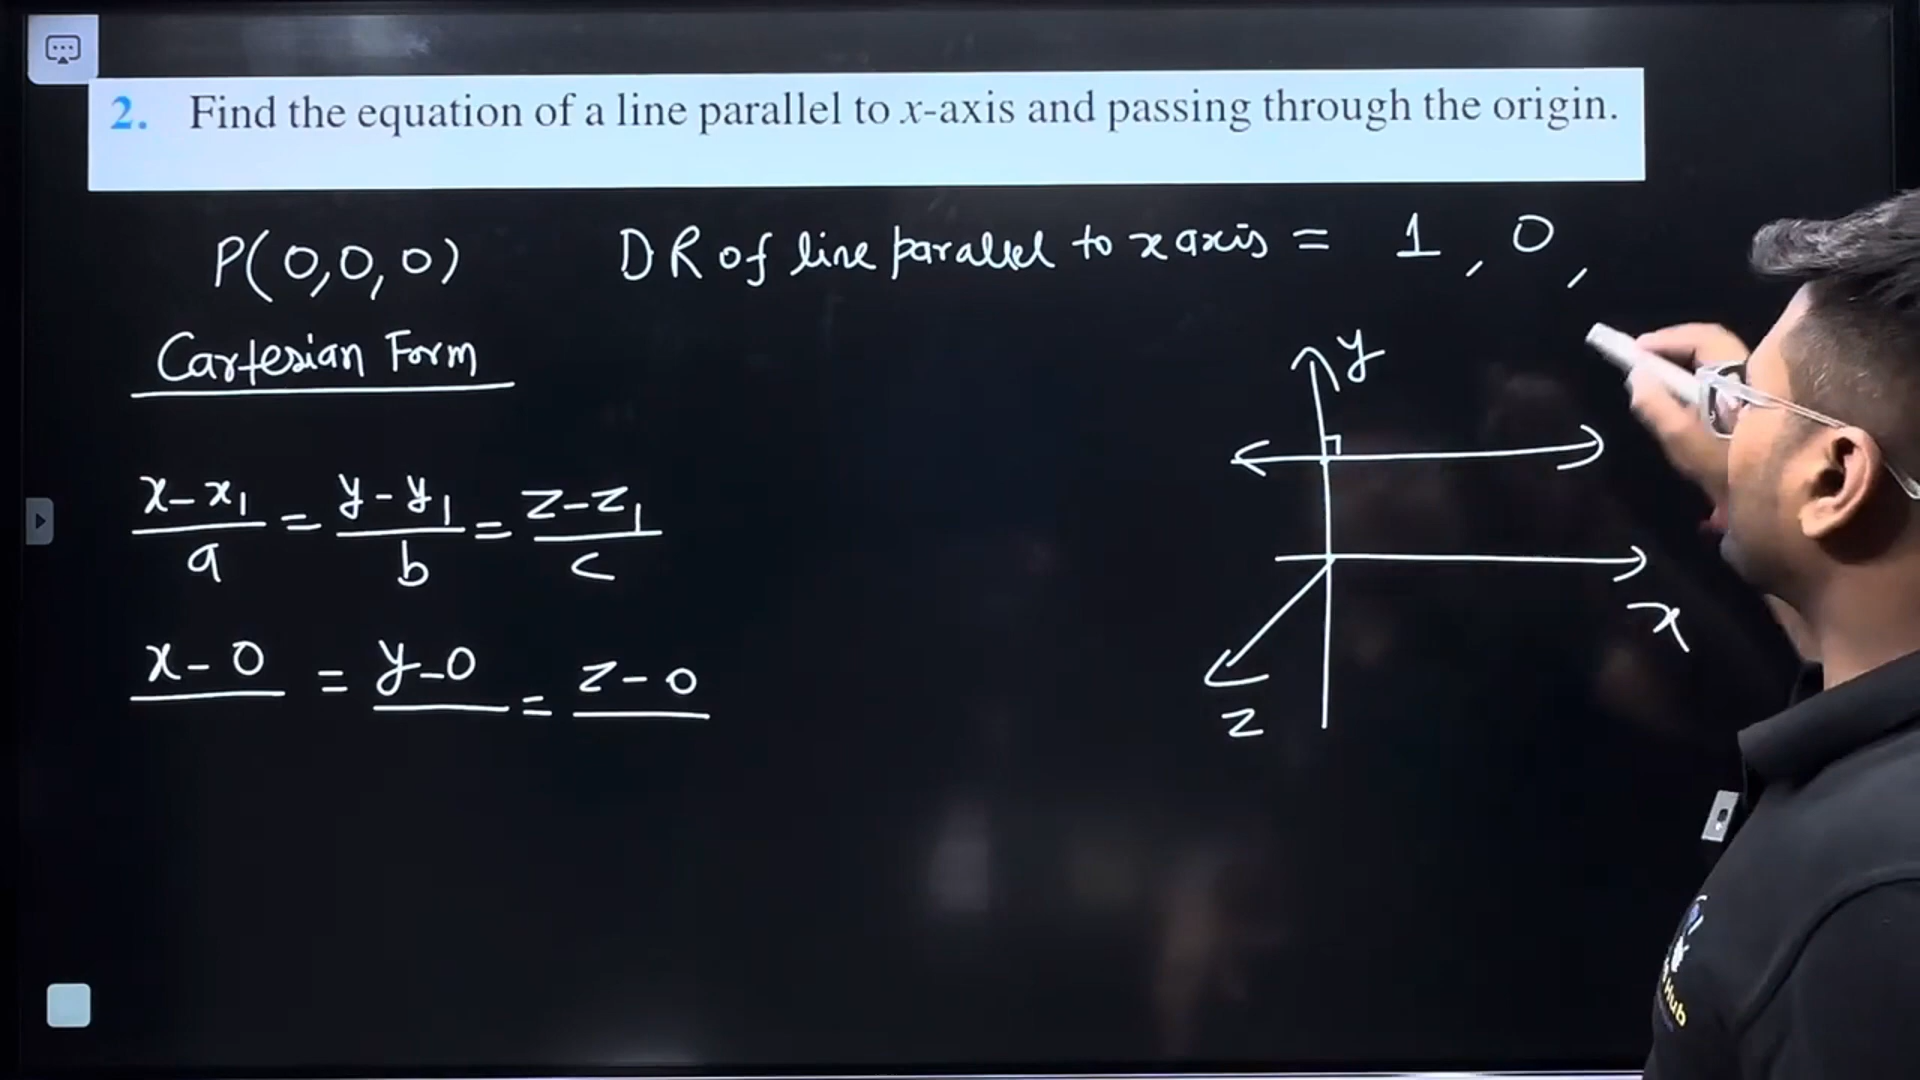 2. Find the equation of a line parallel to x-axis and passing through the origin.
P(0,0,0) DR of line parallel to x axis = 1, 0,
Cartesian Form
y
x-x₁/a = y-y₁/b = z-z₁/c
x
x-0 = y-0 = z-0
z
Hub